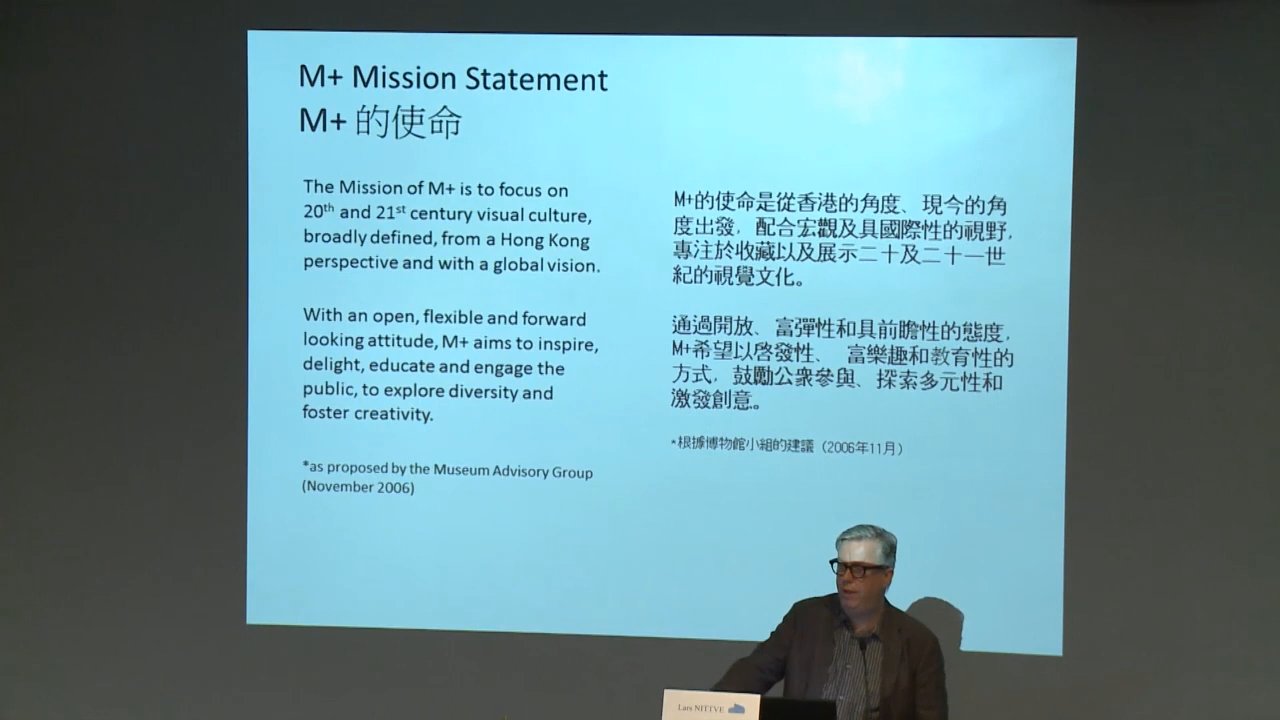 M+ Mission Statement
M+ 的使命
The Mission of M+ is to focus on
20th and 21st century visual culture,
broadly defined, from a Hong Kong
perspective and with a global vision.
With an open, flexible and forward
looking attitude, M+ aims to inspire,
delight, educate and engage the
public, to explore diversity and
foster creativity.
*as proposed by the Museum Advisory Group
(November 2006)
M+的使命是從香港的角度、現今的角
度出發，配合宏觀及具國際性的視野，
專注於收藏以及展示二十及二十一世
紀的視覺文化。
通過開放、富彈性和具前瞻性的態度，
M+希望以啓發性、 富樂趣和教育性的
方式，鼓勵公衆參與、探索多元性和
激發創意。
*根據博物館小組的建議（2006年11月）
Lars NITTVE